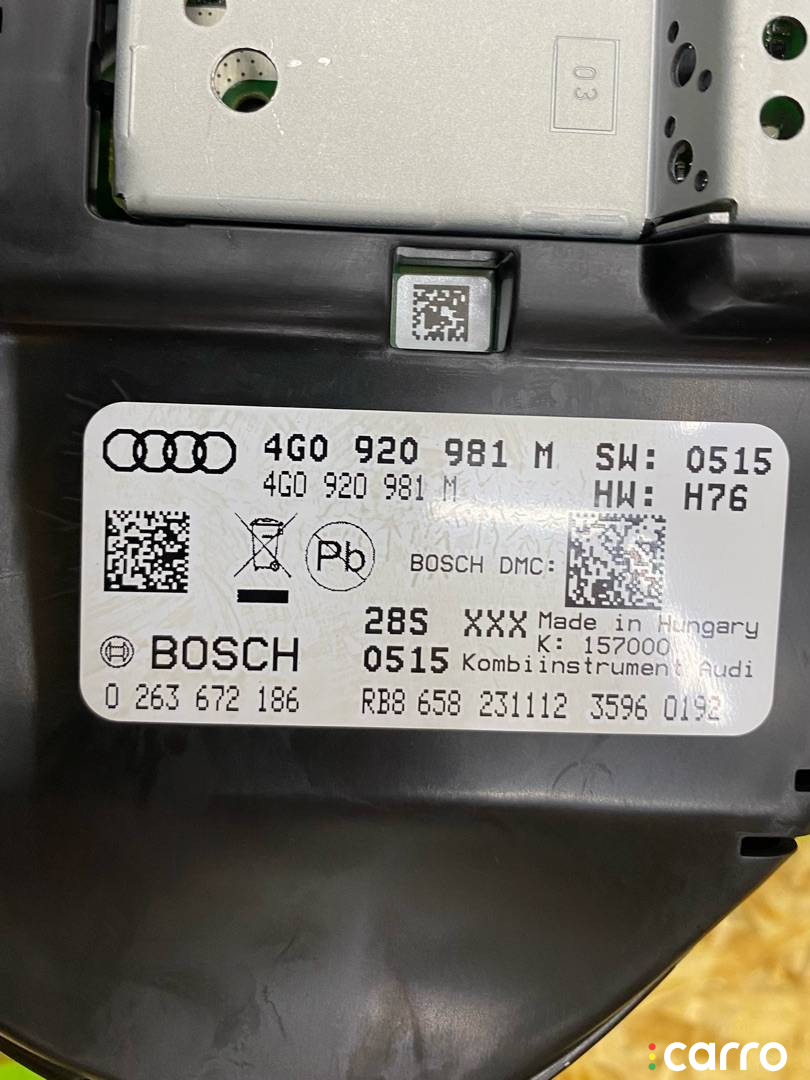 03
4G0 920 981 M SW: 0515
4G0 920 981 M HW: H76
Pb
BOSCH DMC:
28S XXX Made in Hungary
K: 157000
BOSCH 0515 Kombiinstrument Audi
0 263 672 186 RB8 658 231112 3596 0192
carro